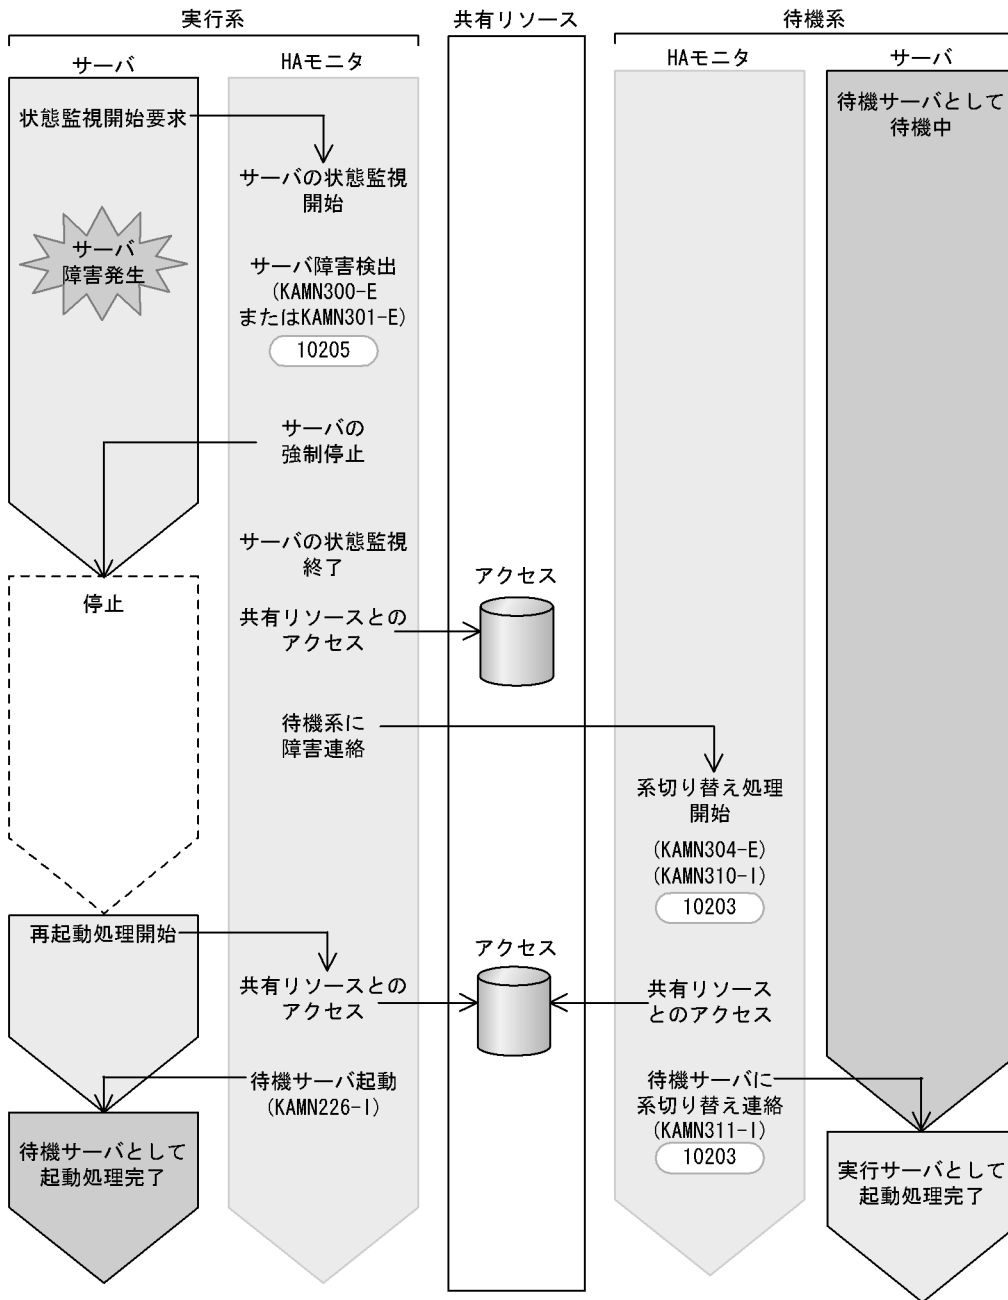 実行系
共有リソース
待機系
サーバ
HAモニタ
HAモニタ
サーバ
状態監視開始要求
待機サーバとして
待機中
サーバの状態監視
開始
サーバ
障害発生
サーバ障害検出
(KAMN300-E
またはKAMN301-E)
10205
サーバの
強制停止
サーバの状態監視
終了
停止
アクセス
共有リソースとの
アクセス
待機系に
障害連絡
系切り替え処理
開始
(KAMN304-E)
(KAMN310-I)
10203
再起動処理開始
アクセス
共有リソースとの
アクセス
共有リソース
とのアクセス
待機サーバ起動
(KAMN226-I)
待機サーバに
系切り替え連絡
(KAMN311-I)
10203
待機サーバとして
起動処理完了
実行サーバとして
起動処理完了